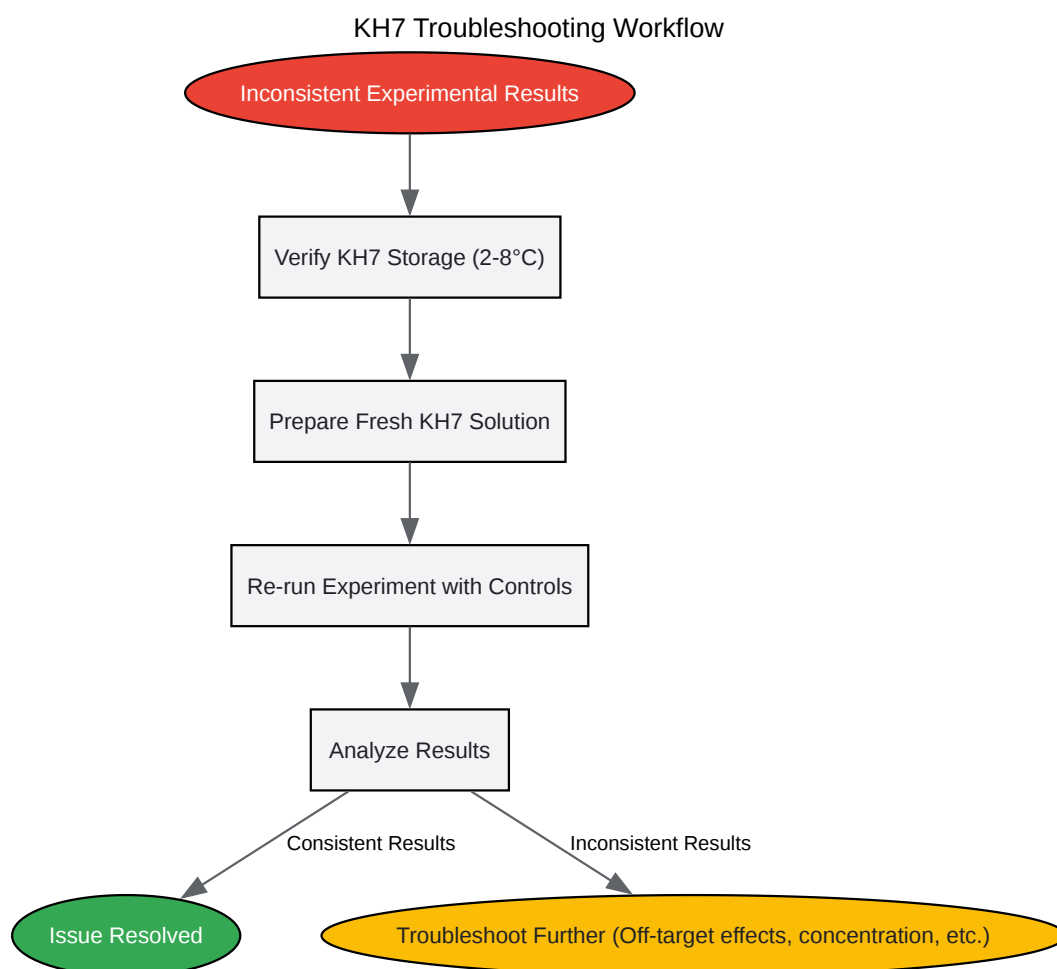 KH7 Troubleshooting Workflow
Inconsistent Experimental Results
Verify KH7 Storage (2-8°C)
Prepare Fresh KH7 Solution
Re-run Experiment with Controls
Analyze Results
Consistent Results
Inconsistent Results
Issue Resolved
Troubleshoot Further (Off-target effects, concentration, etc.)